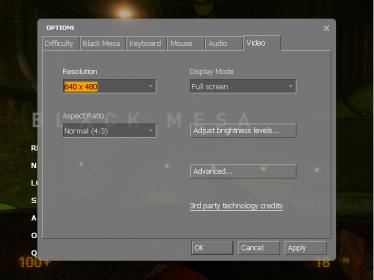 OPTIONS
Difficulty Black Mesa Keyboard Mouse Audio Video
Resolution Display Mode
640 x 480 Full screen
BLACK MESA
Aspect Ratio
Normal (4:3) Adjust brightness levels...
Advanced...
3rd party technology credits
OK Cancel Apply
100 18 90